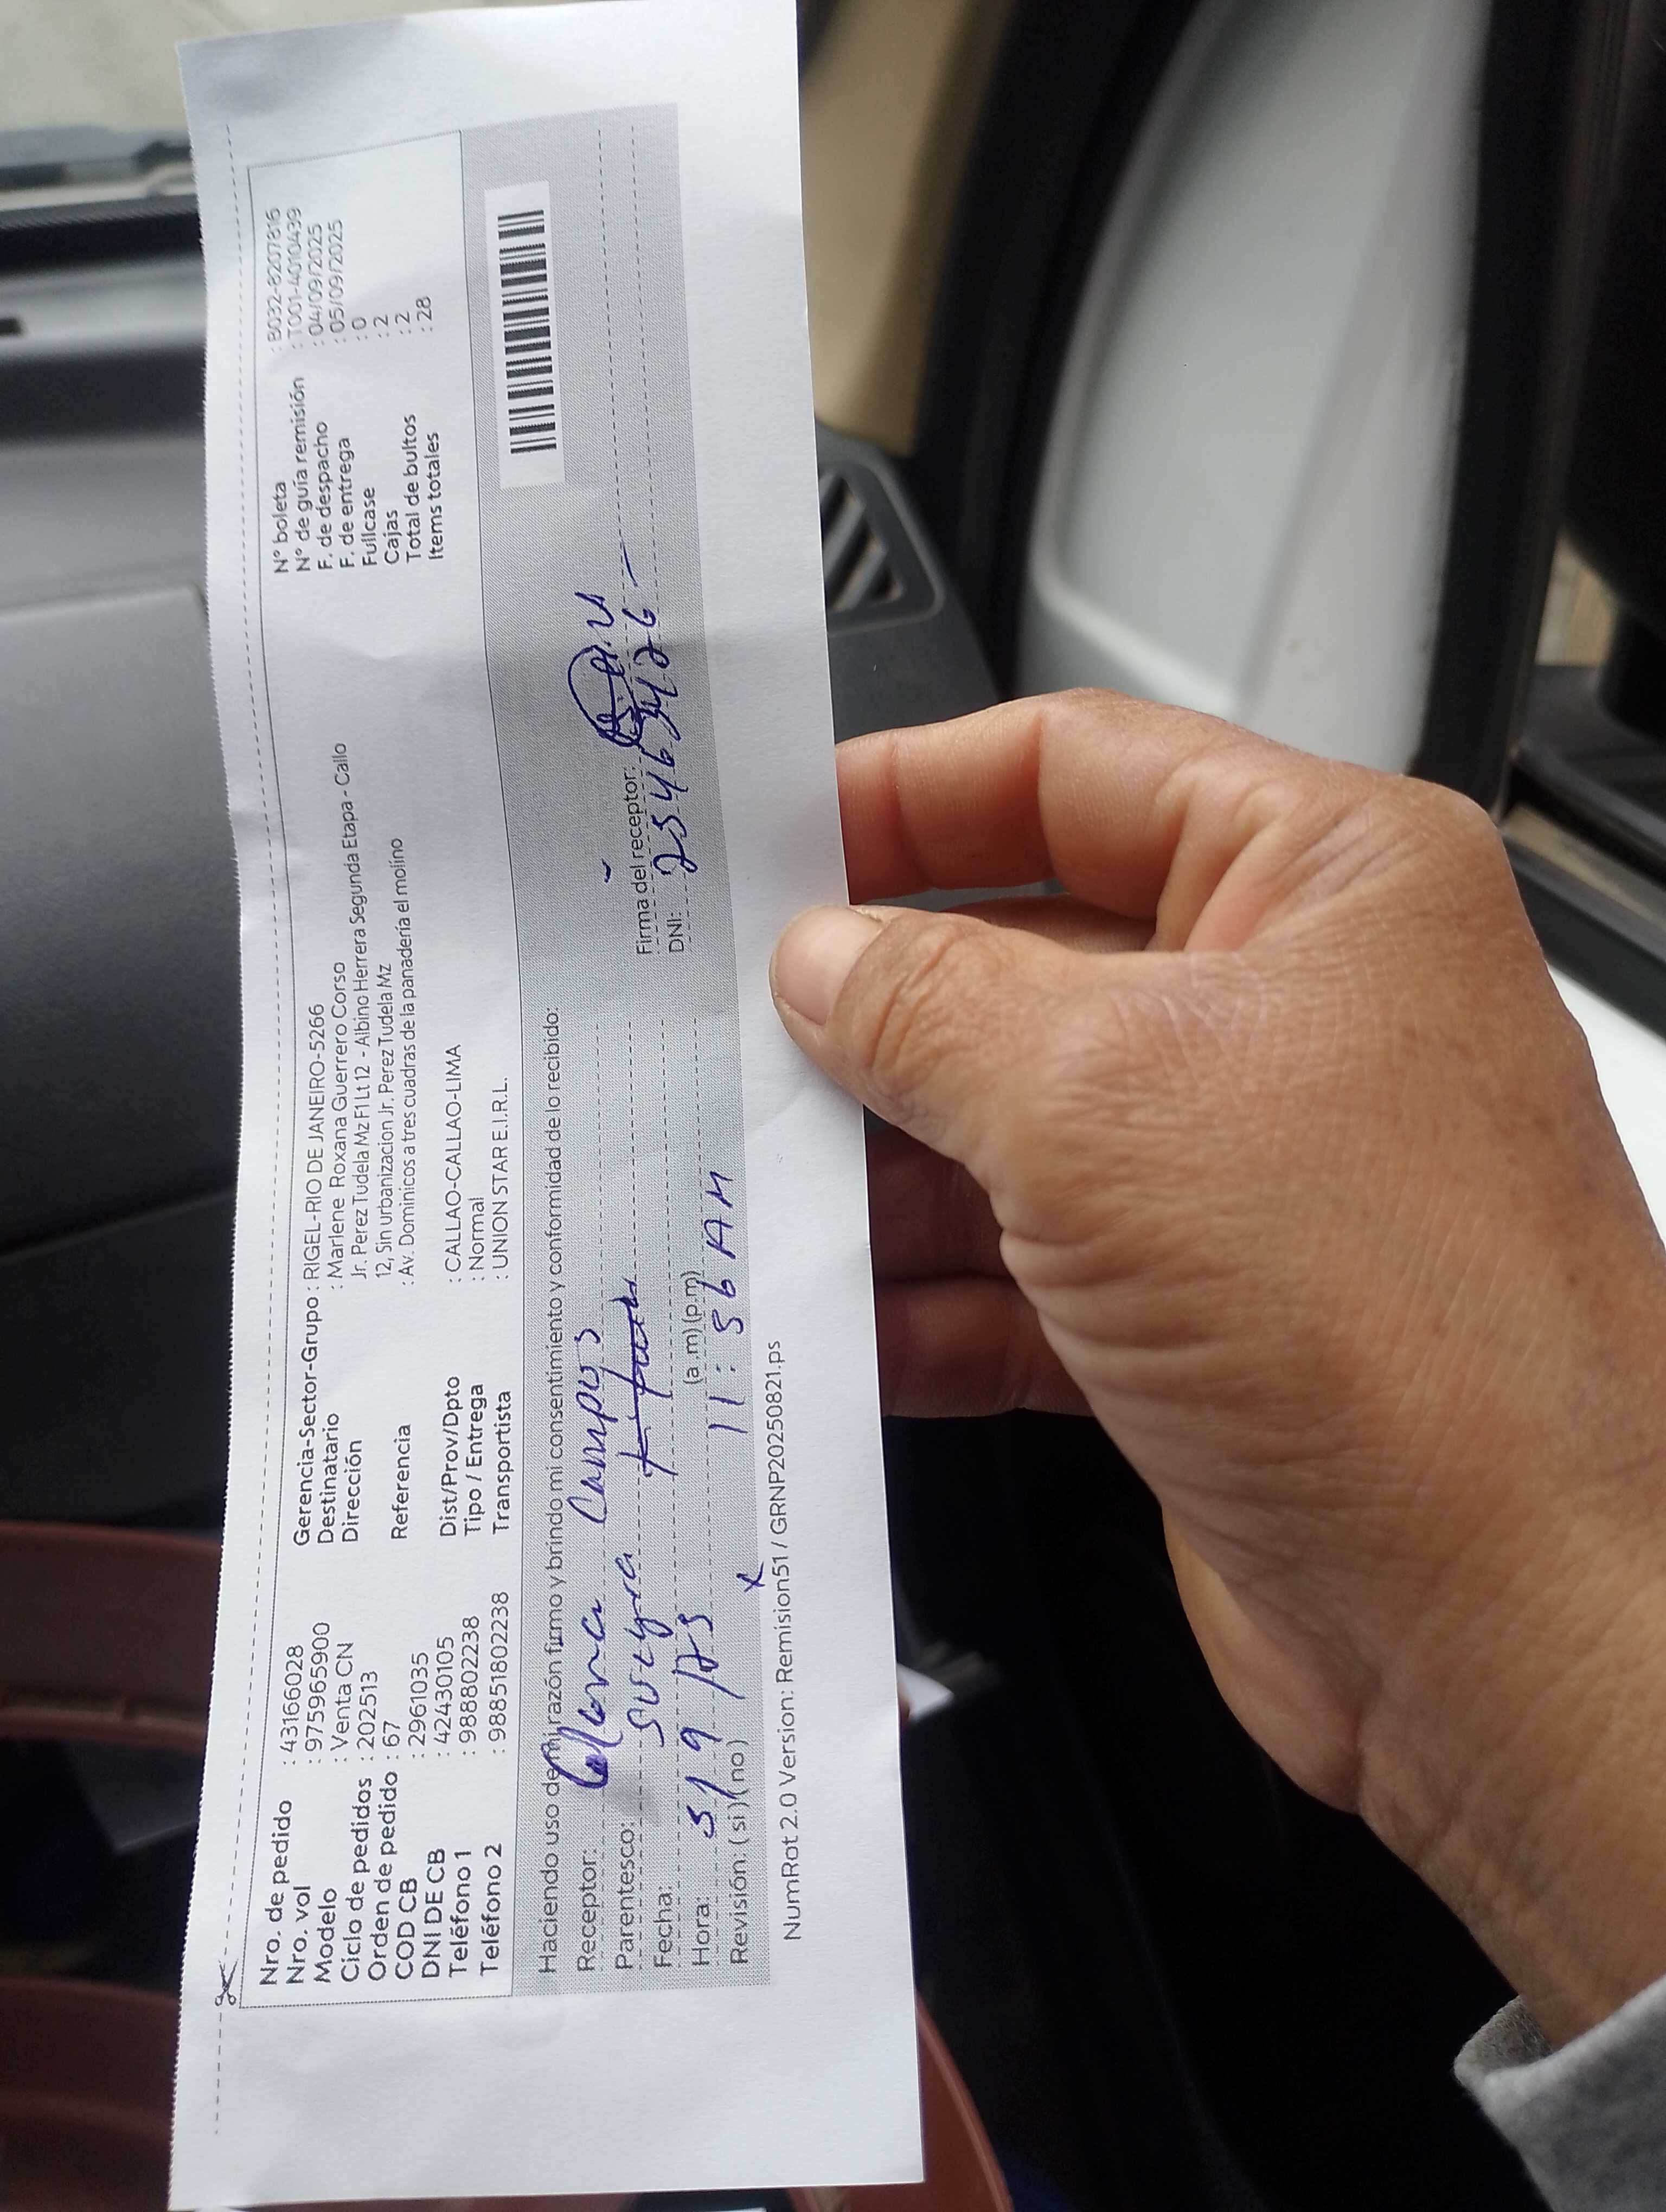 Nro. de pedido : 43166028
Nro. vol : 975965900
Modelo : Venta CN
Ciclo de pedidos : 202513
Orden de pedido : 67
COD CB : 2961035
DNI DE CB : 42430105
Teléfono 1 : 988802238
Teléfono 2 : 98851802238
Gerencia-Sector-Grupo : RIGEL-RIO DE JANEIRO-5266
Destinatario : Marlene Roxana Guerrero Corso
Dirección Jr. Perez Tudela Mz F1 Lt 12 - Albino Herrera Segunda Etapa - Callo
12, Sin urbanizacion Jr. Perez Tudela Mz
Referencia : Av. Dominicos a tres cuadras de la panadería el molino
Dist/Prov/Dpto : CALLAO-CALLAO-LIMA
Tipo / Entrega : Normal
Transportista : UNION STAR E.I.R.L.
N° boleta : B032-8207816
N° de guía remisión : T001-4010499
F. de despacho : 04/09/2025
F. de entrega : 05/09/2025
Fullcase : 0
Cajas : 2
Total de bultos : 2
Items totales : 28
Haciendo uso de mi razón firmo y brindo mi consentimiento y conformidad de lo recibido:
Receptor: Campos
Parentesco: suegra
Fecha: 5/9/25
Hora: (a.m) (p.m) 11:56 AM
Revisión: (si) (no) x
Firma del receptor:
DNI:
NumRot 2.0 Version: Remision51 / GRNP20250821.ps